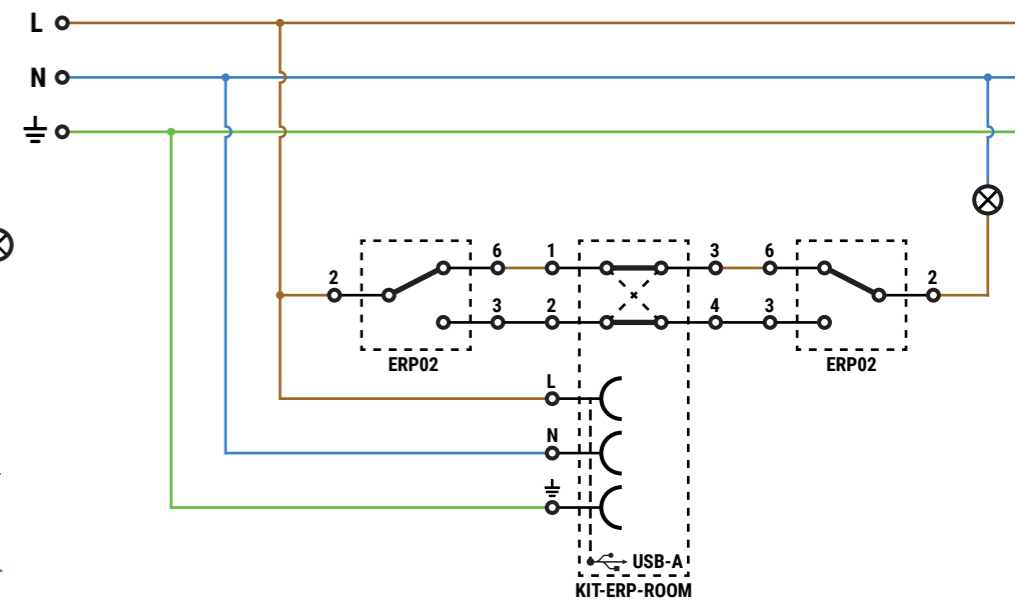 L
N
6 1 3 6
2 2
3 2 4 3
ERP02 ERP02
L
N
USB-A
KIT-ERP-ROOM